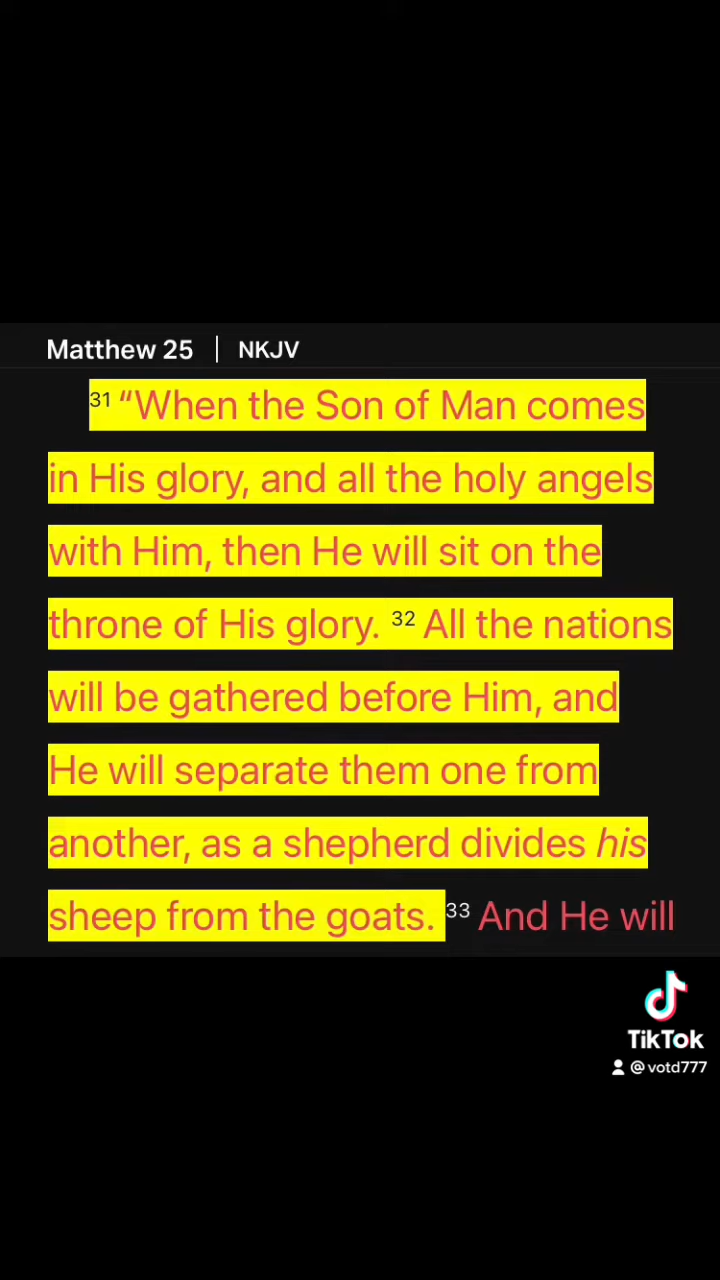 Matthew 25 | NKJV
31 “When the Son of Man comes
in His glory, and all the holy angels
with Him, then He will sit on the
throne of His glory. 32 All the nations
will be gathered before Him, and
He will separate them one from
another, as a shepherd divides his
sheep from the goats. 33 And He will
TikTok
@votd777